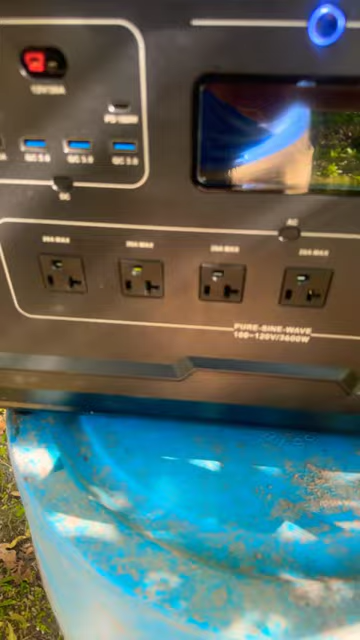 12V/30A
PD 100W
QC 3.0
QC 3.0
QC 3.0
DC
AC
20A MAX
20A MAX
20A MAX
20A MAX
PURE-SINE-WAVE
100~120V/3600W